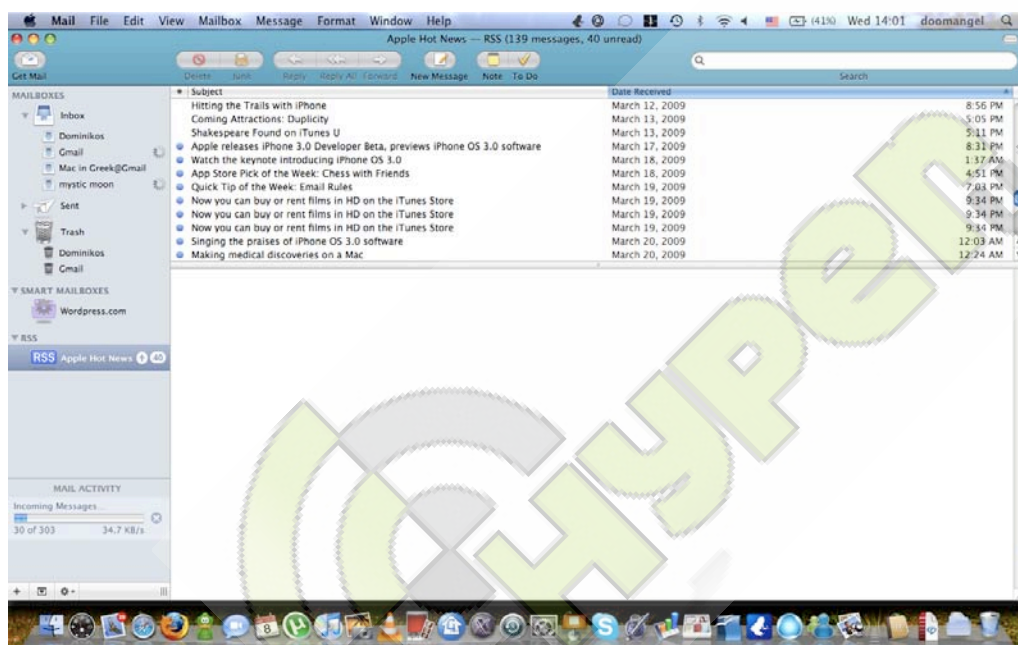 Mail File Edit View Mailbox Message Format Window Help (41%) Wed 14:01 doomangel
Apple Hot News — RSS (139 messages, 40 unread)
Get Mail Delete Junk Reply Reply All Forward New Message Note To Do Search
MAILBOXES
Inbox
Dominikos
Gmail
Mac in Greek@Gmail
mystic moon
Sent
Trash
Dominikos
Gmail
SMART MAILBOXES
Wordpress.com
RSS
RSS Apple Hot News 40
MAIL ACTIVITY
Incoming Messages...
30 of 303 34.7 KB/s
Subject Date Received
Hitting the Trails with iPhone March 12, 2009 8:56 PM
Coming Attractions: Duplicity March 13, 2009 5:05 PM
Shakespeare Found on iTunes U March 13, 2009 5:11 PM
Apple releases iPhone 3.0 Developer Beta, previews iPhone OS 3.0 software March 17, 2009 8:31 PM
Watch the keynote introducing iPhone OS 3.0 March 18, 2009 1:37 AM
App Store Pick of the Week: Chess with Friends March 18, 2009 4:51 PM
Quick Tip of the Week: Email Rules March 19, 2009 7:03 PM
Now you can buy or rent films in HD on the iTunes Store March 19, 2009 9:34 PM
Now you can buy or rent films in HD on the iTunes Store March 19, 2009 9:34 PM
Now you can buy or rent films in HD on the iTunes Store March 19, 2009 9:34 PM
Singing the praises of iPhone OS 3.0 software March 20, 2009 12:03 AM
Making medical discoveries on a Mac March 20, 2009 12:24 AM
Hyper